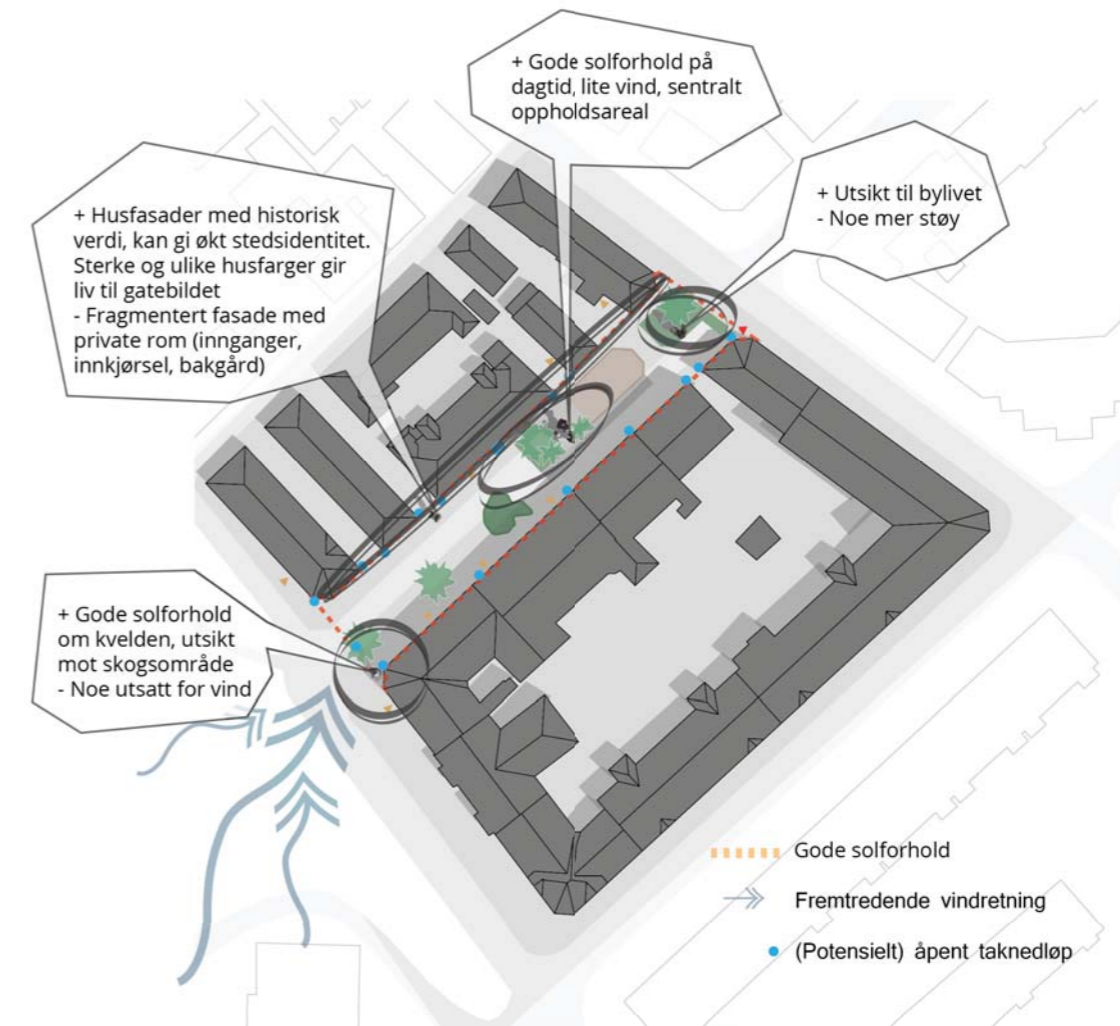 + Gode solforhold på
dagtid, lite vind, sentralt
oppholdsareal
+ Utsikt til bylivet
- Noe mer støy
+ Husfasader med historisk
verdi, kan gi økt stedsidentitet.
Sterke og ulike husfarger gir
liv til gatebildet
- Fragmentert fasade med
private rom (innganger,
innkjørsel, bakgård)
+ Gode solforhold
om kvelden, utsikt
mot skogsområde
- Noe utsatt for vind
Gode solforhold
Fremtredende vindretning
(Potensielt) åpent taknedløp